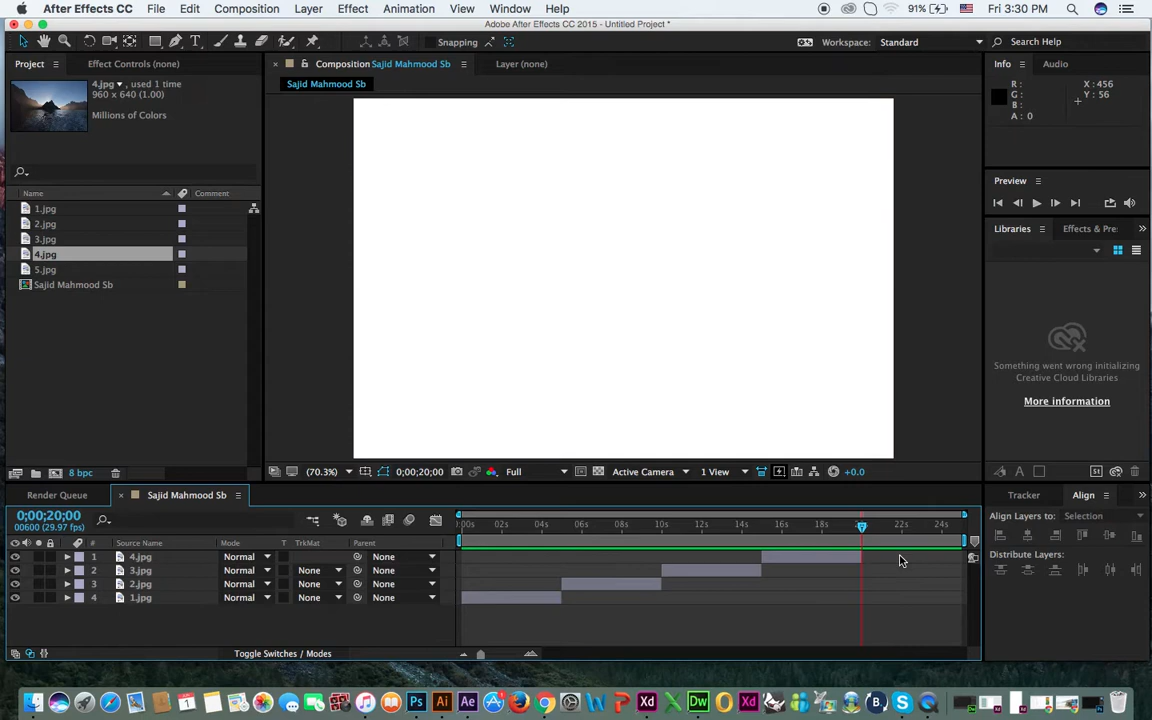 After Effects CC File Edit Composition Layer Effect Animation View Window Help 91% Fri 3:30 PM
Adobe After Effects CC 2015 - Untitled Project *
Snapping Workspace: Standard Search Help
Project Effect Controls (none) Composition Sajid Mahmood Sb Layer (none) Info Audio
Sajid Mahmood Sb
4.jpg , used 1 time
960 x 640 (1.00)
Millions of Colors
R :
G :
B :
A : 0
X : 456
Y : 56
Name Comment
1.jpg
2.jpg
3.jpg
4.jpg
5.jpg
Sajid Mahmood Sb
Preview
Libraries Effects & Pre
Something went wrong initializing
Creative Cloud Libraries
More information
8 bpc
(70.3%) 0;00;20;00 Full Active Camera 1 View +0.0
Render Queue Sajid Mahmood Sb
0;00;20;00
00600 (29.97 fps)
:00s 02s 04s 06s 08s 10s 12s 14s 16s 18s 22s 24s
# Source Name Mode T TrkMat Parent
1 4.jpg Normal None
2 3.jpg Normal None None
3 2.jpg Normal None None
4 1.jpg Normal None None
Toggle Switches / Modes
Tracker Align
Align Layers to: Selection
Distribute Layers: